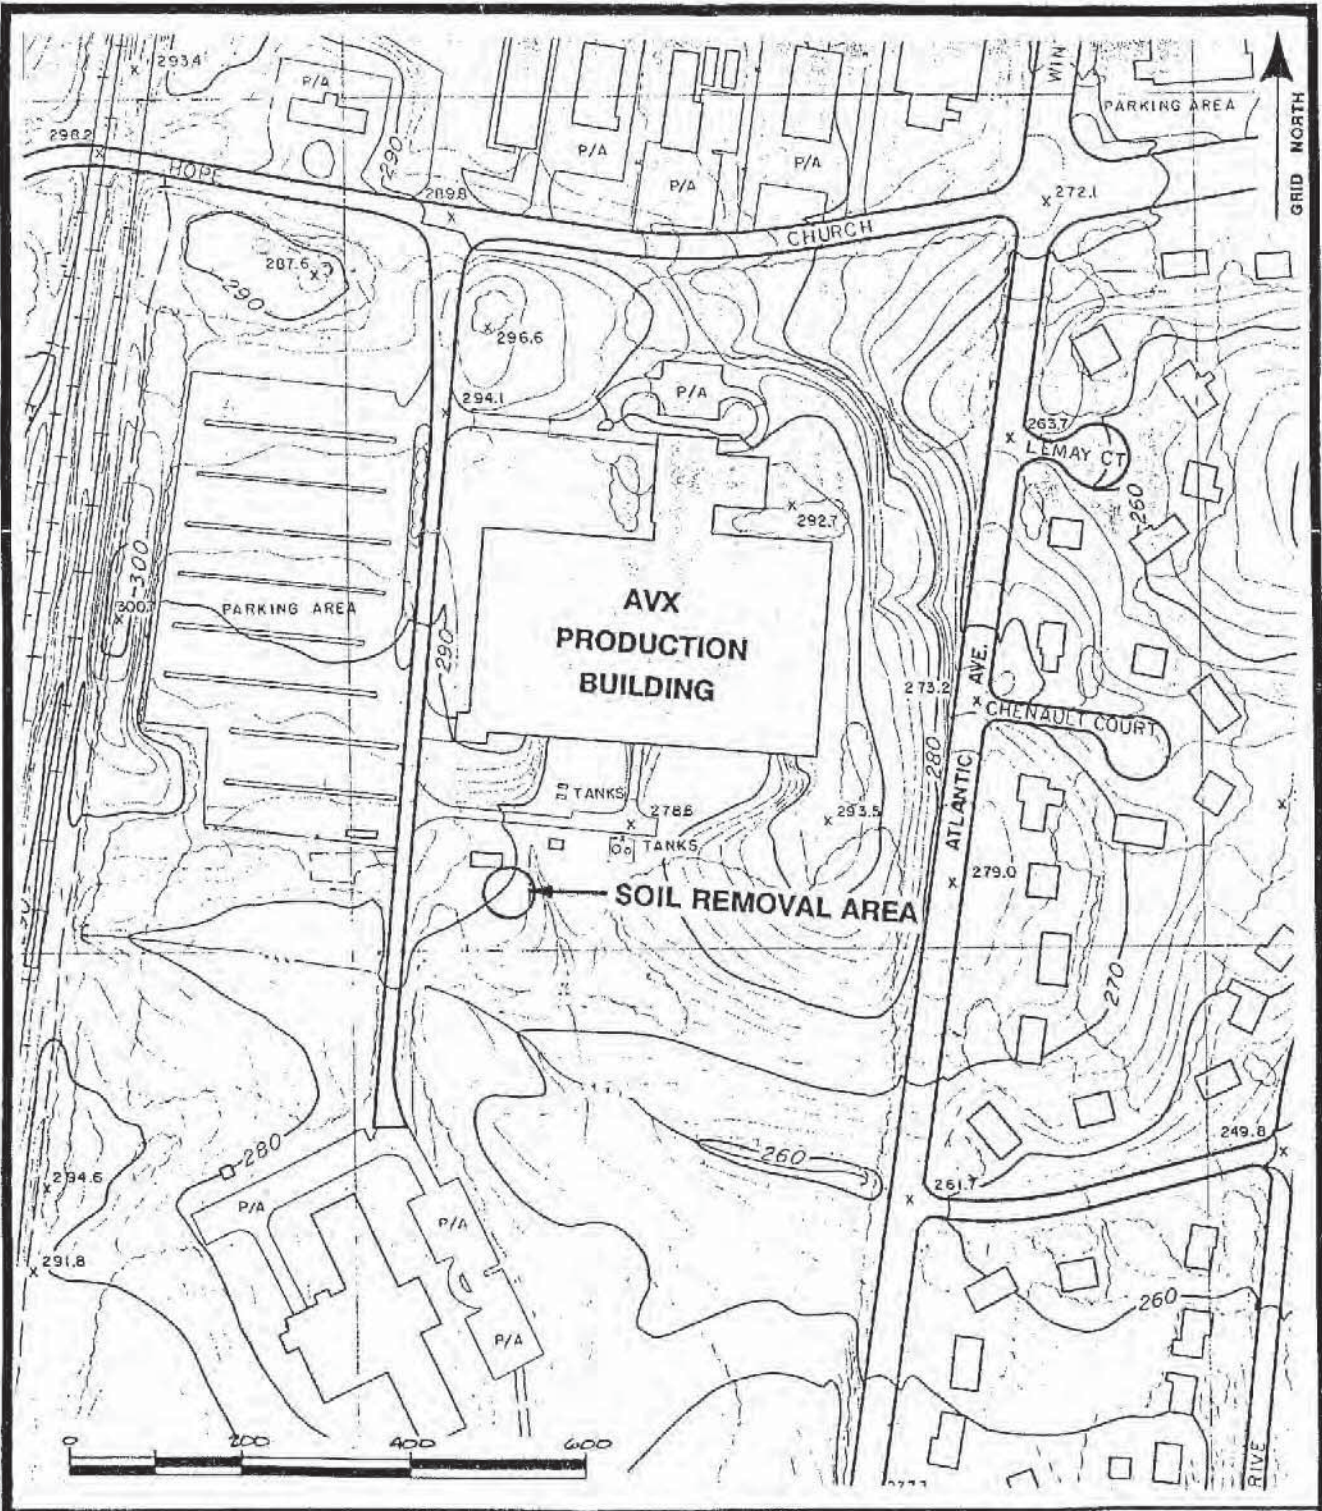 293.4
P/A
WIN
PARKING AREA
GRID NORTH
298.2
HOPE
290
P/A
P/A
P/A
289.8
272.1
CHURCH
287.6
290
296.6
294.1
P/A
263.7
LEMAY CT
260
292.7
300
PARKING AREA
290
AVX
PRODUCTION
BUILDING
273.2
AVE.
CHENAULT COURT
280
ATLANTIC
TANKS
278.6
293.5
TANKS
279.0
SOIL REMOVAL AREA
270
280
260
249.8
294.6
261.7
P/A
P/A
291.8
260
P/A
0 200 400 600
RIVE